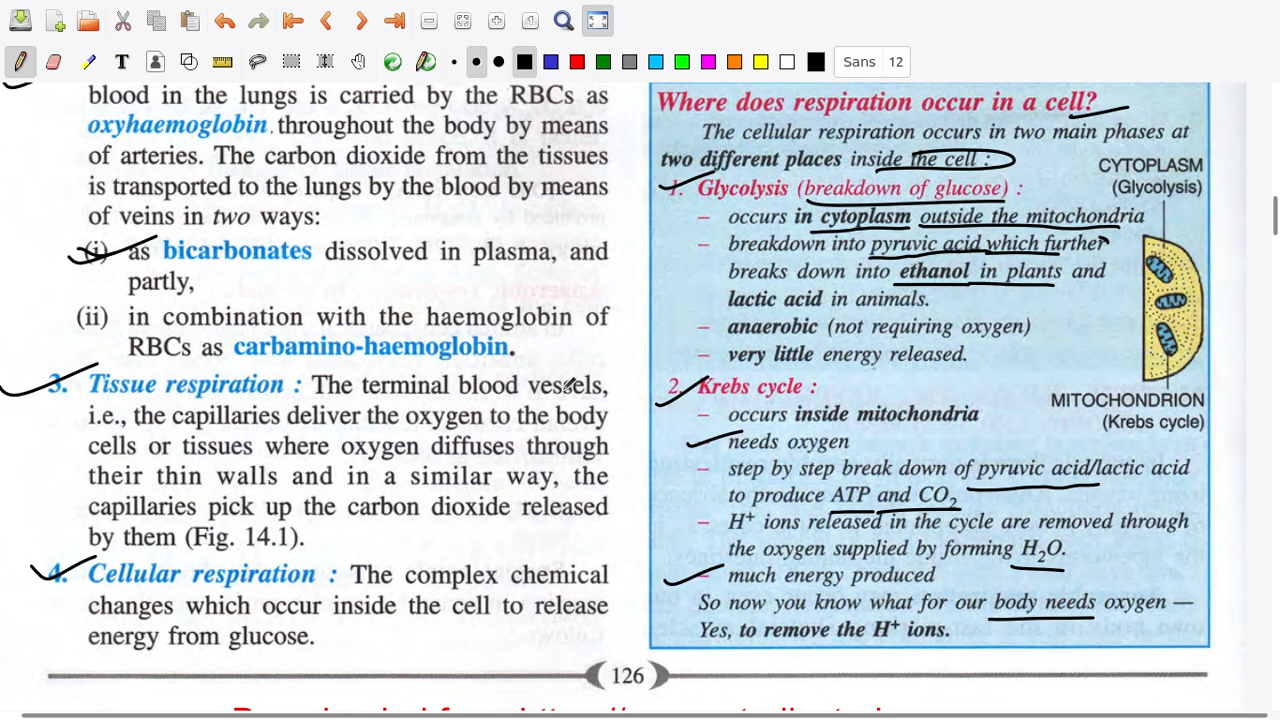 Sans 12
blood in the lungs is carried by the RBCs as
oxyhaemoglobin throughout the body by means
of arteries. The carbon dioxide from the tissues
is transported to the lungs by the blood by means
of veins in two ways:
(i) as bicarbonates dissolved in plasma, and
partly,
(ii) in combination with the haemoglobin of
RBCs as carbamino-haemoglobin.
3. Tissue respiration : The terminal blood vessels,
i.e., the capillaries deliver the oxygen to the body
cells or tissues where oxygen diffuses through
their thin walls and in a similar way, the
capillaries pick up the carbon dioxide released
by them (Fig. 14.1).
4. Cellular respiration : The complex chemical
changes which occur inside the cell to release
energy from glucose.
Where does respiration occur in a cell?
The cellular respiration occurs in two main phases at
two different places inside the cell :
1. Glycolysis (breakdown of glucose) :
– occurs in cytoplasm outside the mitochondria
– breakdown into pyruvic acid which further
breaks down into ethanol in plants and
lactic acid in animals.
– anaerobic (not requiring oxygen)
very little energy released.
2. Krebs cycle :
– occurs inside mitochondria
needs oxygen
– step by step break down of pyruvic acid/lactic acid
to produce ATP and CO₂
– H⁺ ions released in the cycle are removed through
the oxygen supplied by forming H₂O.
– much energy produced
So now you know what for our body needs oxygen —
Yes, to remove the H⁺ ions.
CYTOPLASM
(Glycolysis)
MITOCHONDRION
(Krebs cycle)
126